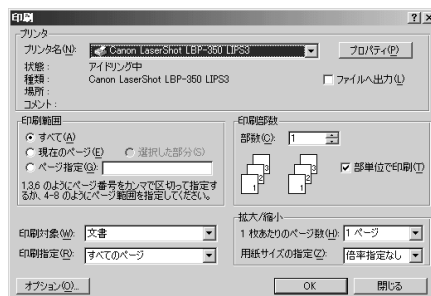 印刷
プリンタ
プリンタ名(N): Canon LaserShot LBP-350 LIPS3 プロパティ(P)
状態: アイドリング中
種類: Canon LaserShot LBP-350 LIPS3 ファイルへ出力(L)
場所:
コメント:
印刷範囲
すべて(A)
現在のページ(E) 選択した部分(S)
ページ指定(G):
1,3,6 のようにページ番号をカンマで区切って指定するか、4-8 のようにページ範囲を指定してください。
印刷部数
部数(C): 1
部単位で印刷(T)
印刷対象(W): 文書
印刷指定(R): すべてのページ
拡大/縮小
1 枚あたりのページ数(H): 1 ページ
用紙サイズの指定(Z): 倍率指定なし
オプション(O)... OK 閉じる